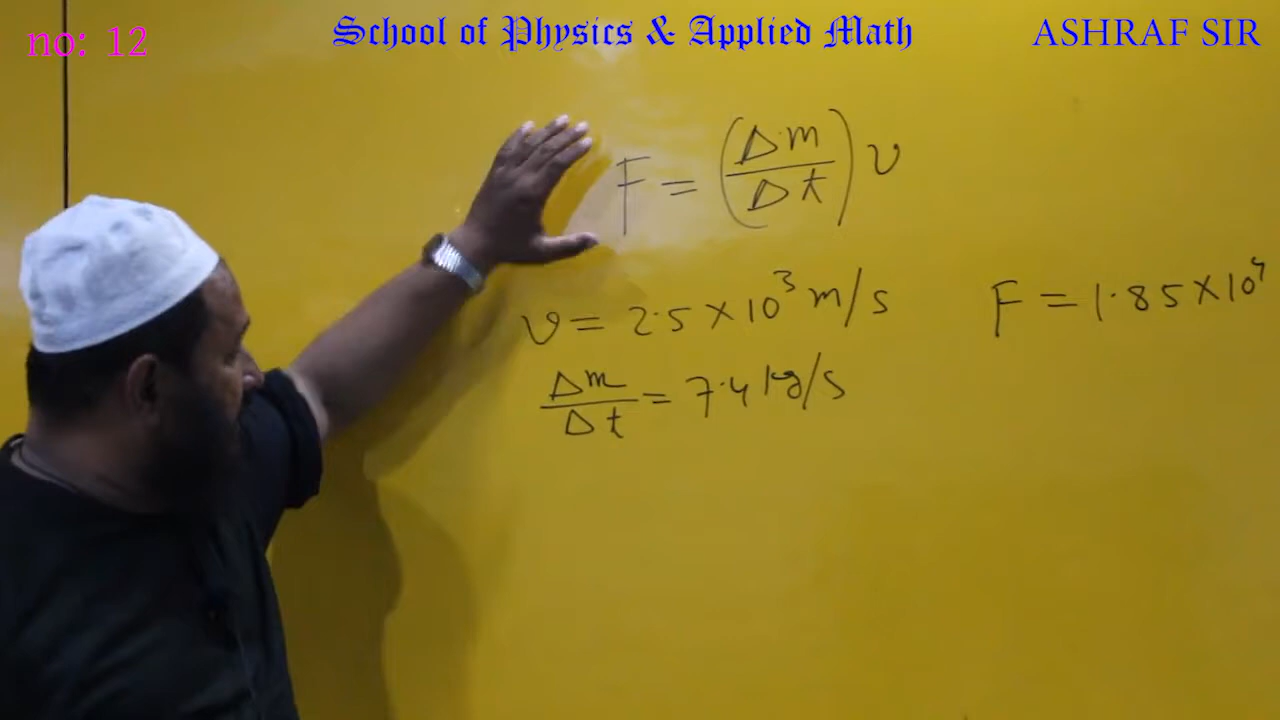 no: 12
School of Physics & Applied Math
ASHRAF SIR
F = (Δm/Δt) v
v = 2.5 × 10³ m/s
F = 1.85 × 10⁴
Δm/Δt = 7.4 kg/s